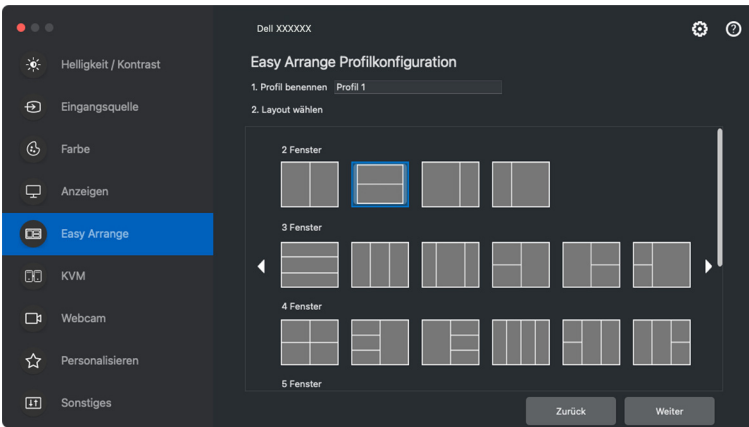 Dell XXXXXX
Helligkeit / Kontrast
Eingangsquelle
Farbe
Anzeigen
Easy Arrange
KVM
Webcam
Personalisieren
Sonstiges
Easy Arrange Profilkonfiguration
1. Profil benennen Profil 1
2. Layout wählen
2 Fenster
3 Fenster
4 Fenster
5 Fenster
Zurück
Weiter